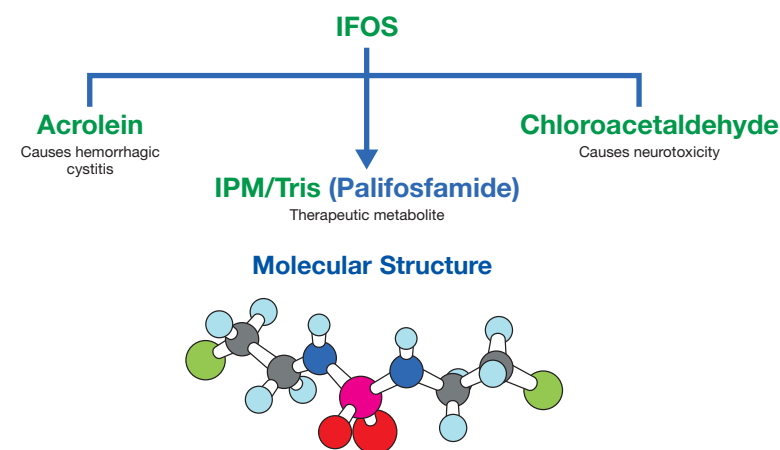 IFOS
Acrolein
Causes hemorrhagic
cystitis
Chloroacetaldehyde
Causes neurotoxicity
IPM/Tris (Palifosfamide)
Therapeutic metabolite
Molecular Structure